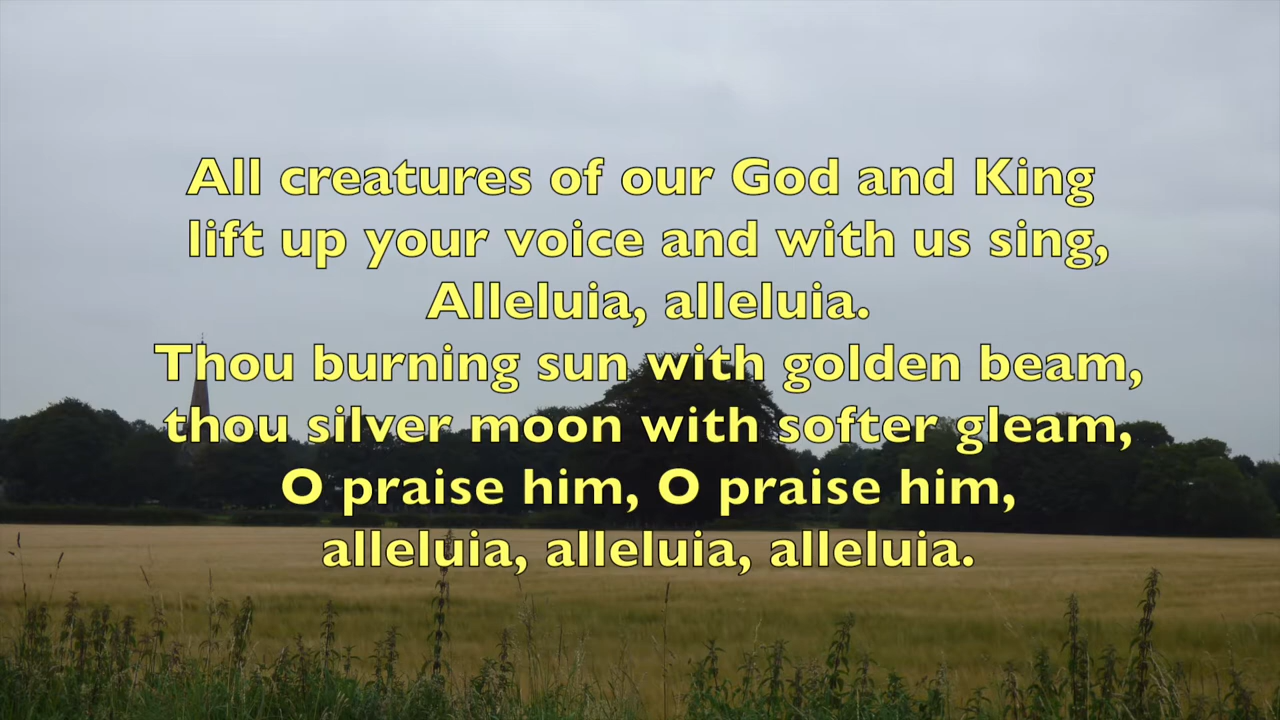 All creatures of our God and King
lift up your voice and with us sing,
Alleluia, alleluia.
Thou burning sun with golden beam,
thou silver moon with softer gleam,
O praise him, O praise him,
alleluia, alleluia, alleluia.